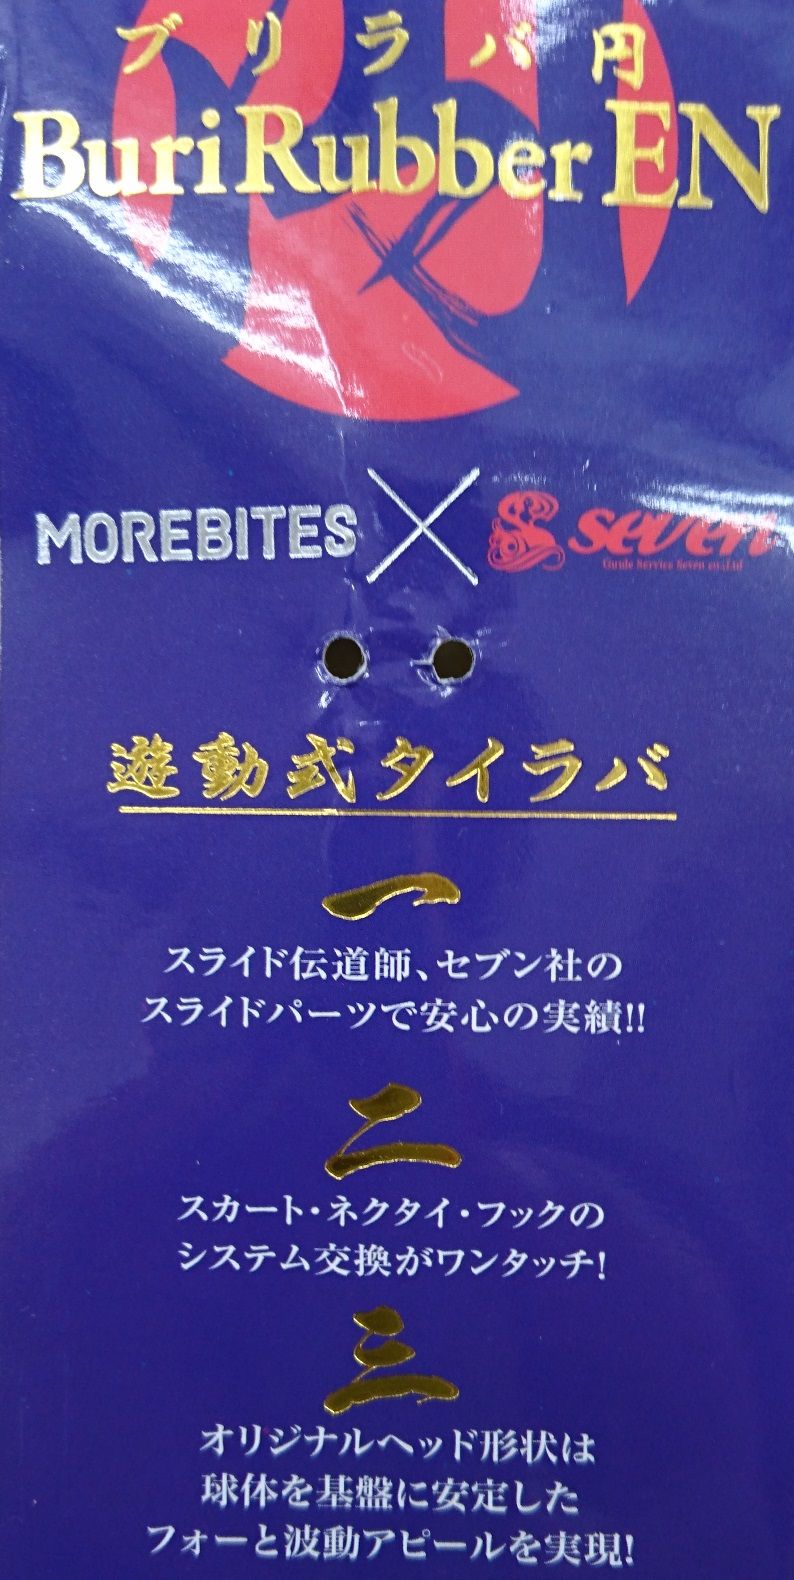 ブリラバ円
BuriRubberEN
MOREBITES × seven
Guide Service Seven co.,Ltd
遊動式タイラバ
一
スライド伝道師、セブン社の
スライドパーツで安心の実績!!
二
スカート・ネクタイ・フックの
システム交換がワンタッチ!
三
オリジナルヘッド形状は
球体を基盤に安定した
フォーと波動アピールを実現!